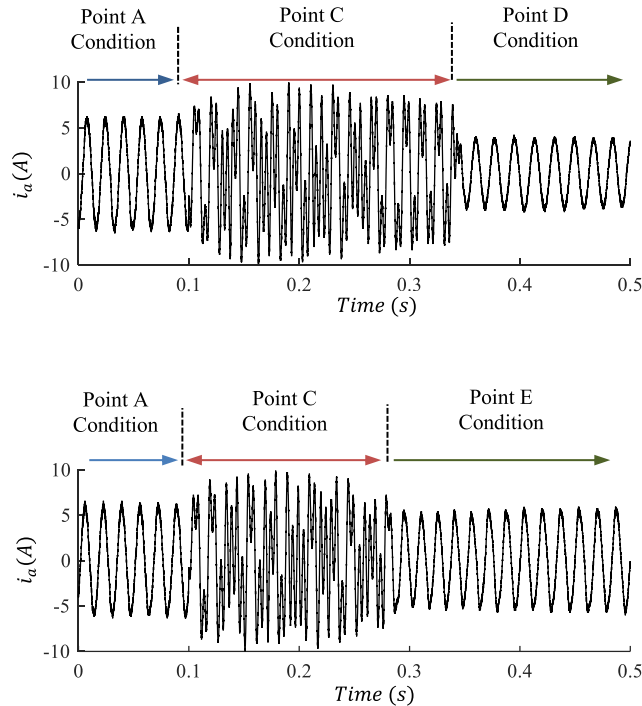 Point A
Condition
Point C
Condition
Point D
Condition
10
5
0
-5
-10
i_a(A)
0
0.1
0.2
0.3
0.4
0.5
Time (s)
Point A
Condition
Point C
Condition
Point E
Condition
10
5
0
-5
-10
i_a(A)
0
0.1
0.2
0.3
0.4
0.5
Time (s)